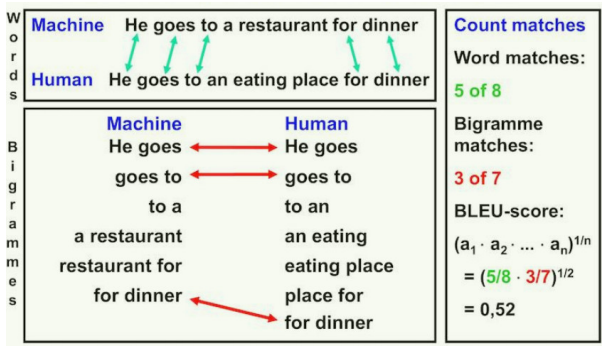 Words
Machine He goes to a restaurant for dinner
Human He goes to an eating place for dinner
Bigrammes
Machine Human
He goes He goes
goes to goes to
to a to an
a restaurant an eating
restaurant for eating place
for dinner place for
for dinner
Count matches
Word matches:
5 of 8
Bigramme
matches:
3 of 7
BLEU-score:
(a₁ · a₂ · ... · aₙ)¹/ⁿ
= (5/8 · 3/7)¹/²
= 0,52